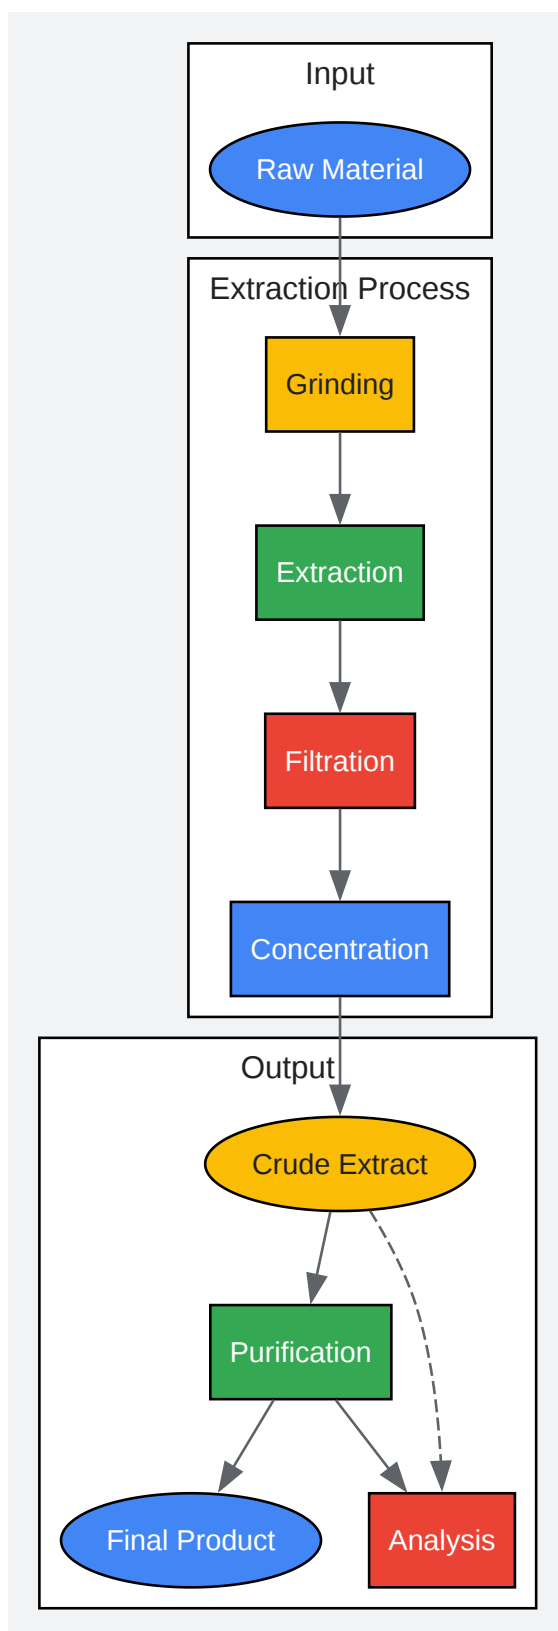 Input
Raw Material
Extraction Process
Grinding
Extraction
Filtration
Concentration
Output
Crude Extract
Purification
Final Product
Analysis